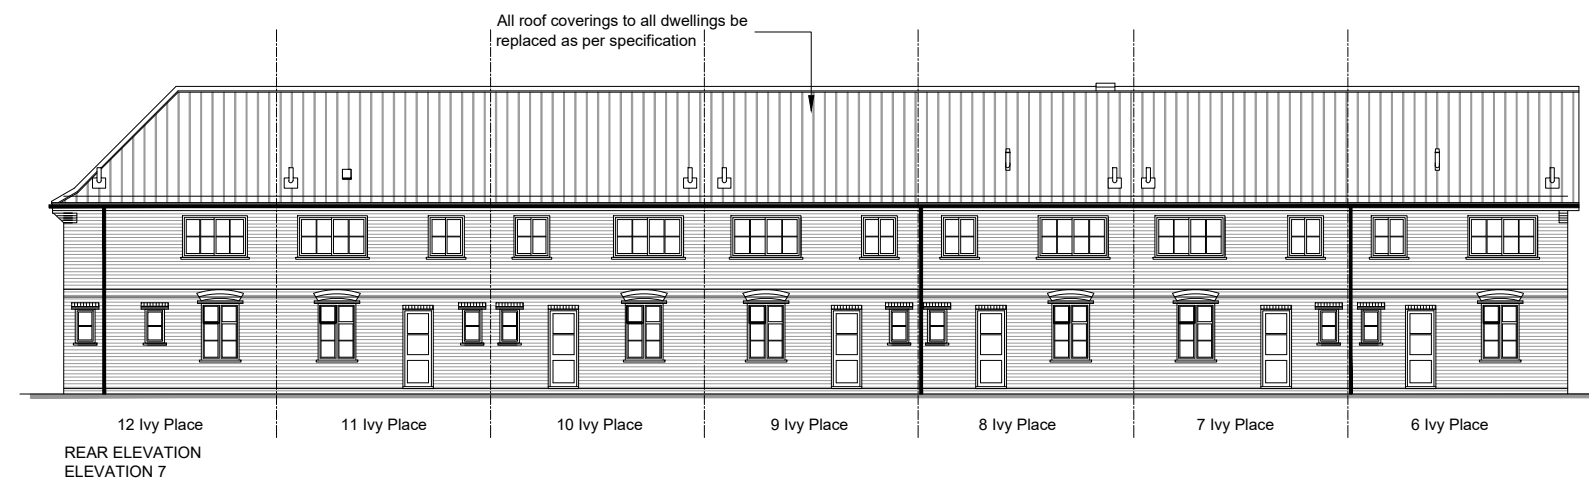 All roof coverings to all dwellings be
replaced as per specification
12 Ivy Place
11 Ivy Place
10 Ivy Place
9 Ivy Place
8 Ivy Place
7 Ivy Place
6 Ivy Place
REAR ELEVATION
ELEVATION 7